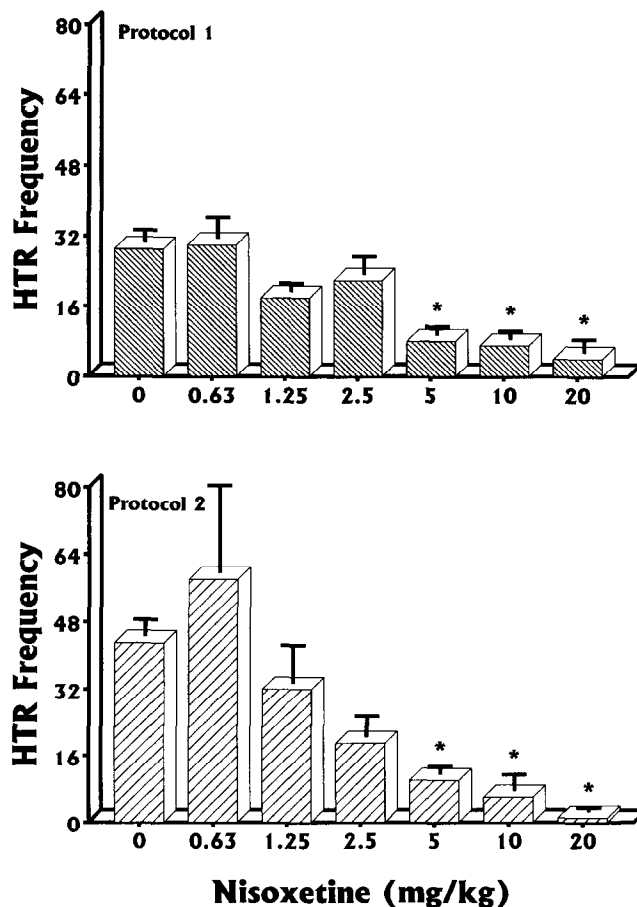 80
Protocol 1
64
48
32
16
0
HTR Frequency
* * *
0 0.63 1.25 2.5 5 10 20
80
Protocol 2
64
48
32
16
0
HTR Frequency
* * *
0 0.63 1.25 2.5 5 10 20
Nisoxetine (mg/kg)